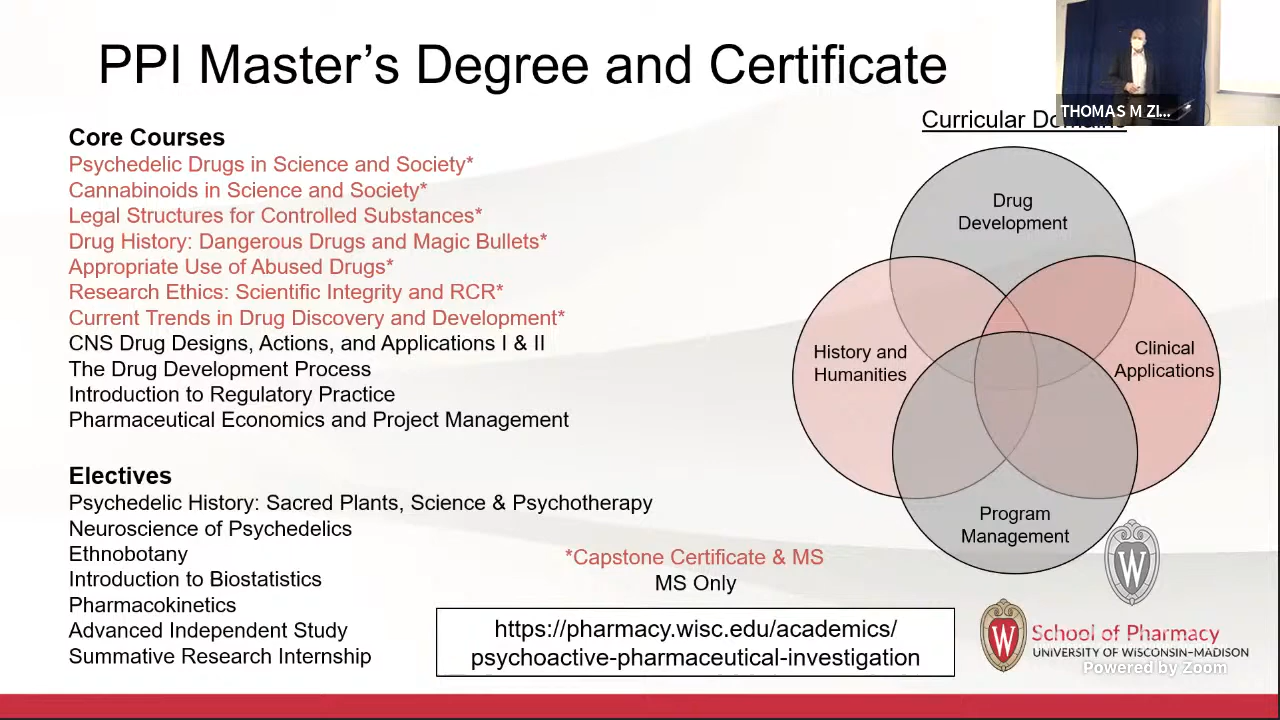 PPI Master's Degree and Certificate
THOMAS M ZI...
Curricular Domains
Core Courses
Psychedelic Drugs in Science and Society*
Cannabinoids in Science and Society*
Legal Structures for Controlled Substances*
Drug History: Dangerous Drugs and Magic Bullets*
Appropriate Use of Abused Drugs*
Research Ethics: Scientific Integrity and RCR*
Current Trends in Drug Discovery and Development*
CNS Drug Designs, Actions, and Applications I & II
The Drug Development Process
Introduction to Regulatory Practice
Pharmaceutical Economics and Project Management
Electives
Psychedelic History: Sacred Plants, Science & Psychotherapy
Neuroscience of Psychedelics
Ethnobotany
Introduction to Biostatistics
Pharmacokinetics
Advanced Independent Study
Summative Research Internship
*Capstone Certificate & MS
MS Only
https://pharmacy.wisc.edu/academics/
psychoactive-pharmaceutical-investigation
Drug
Development
History and
Humanities
Clinical
Applications
Program
Management
W
W
School of Pharmacy
UNIVERSITY OF WISCONSIN–MADISON
Powered by Zoom